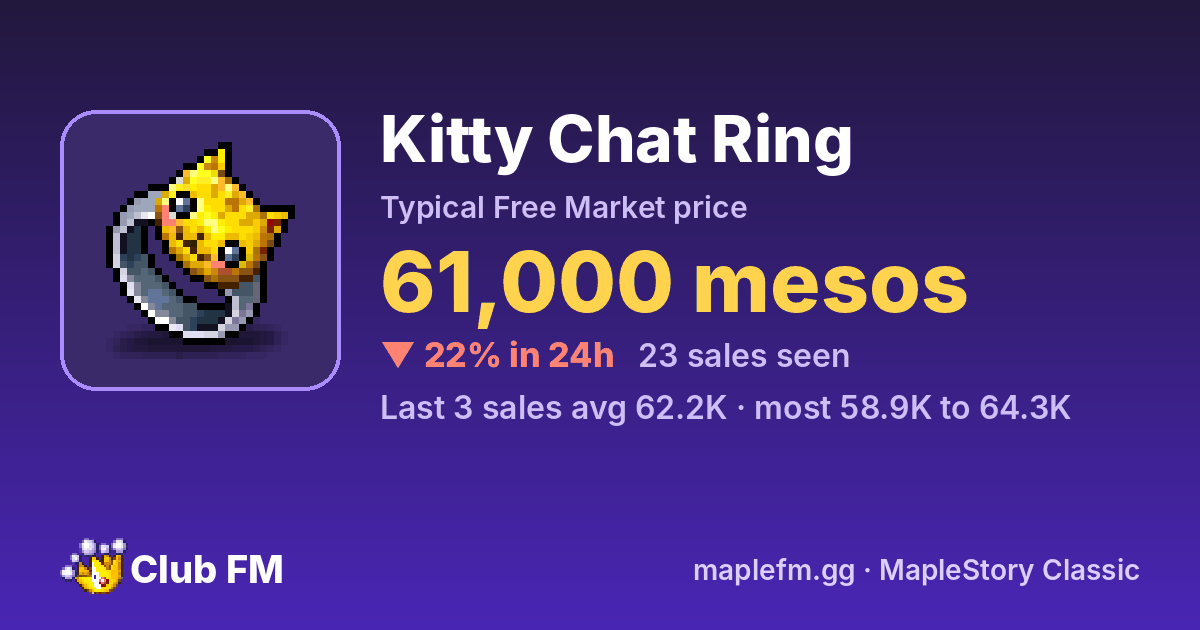 Kitty Chat Ring
Typical Free Market price
61,000 mesos
▼ 22% in 24h 23 sales seen
Last 3 sales avg 62.2K · most 58.9K to 64.3K
Club FM
maplefm.gg · MapleStory Classic